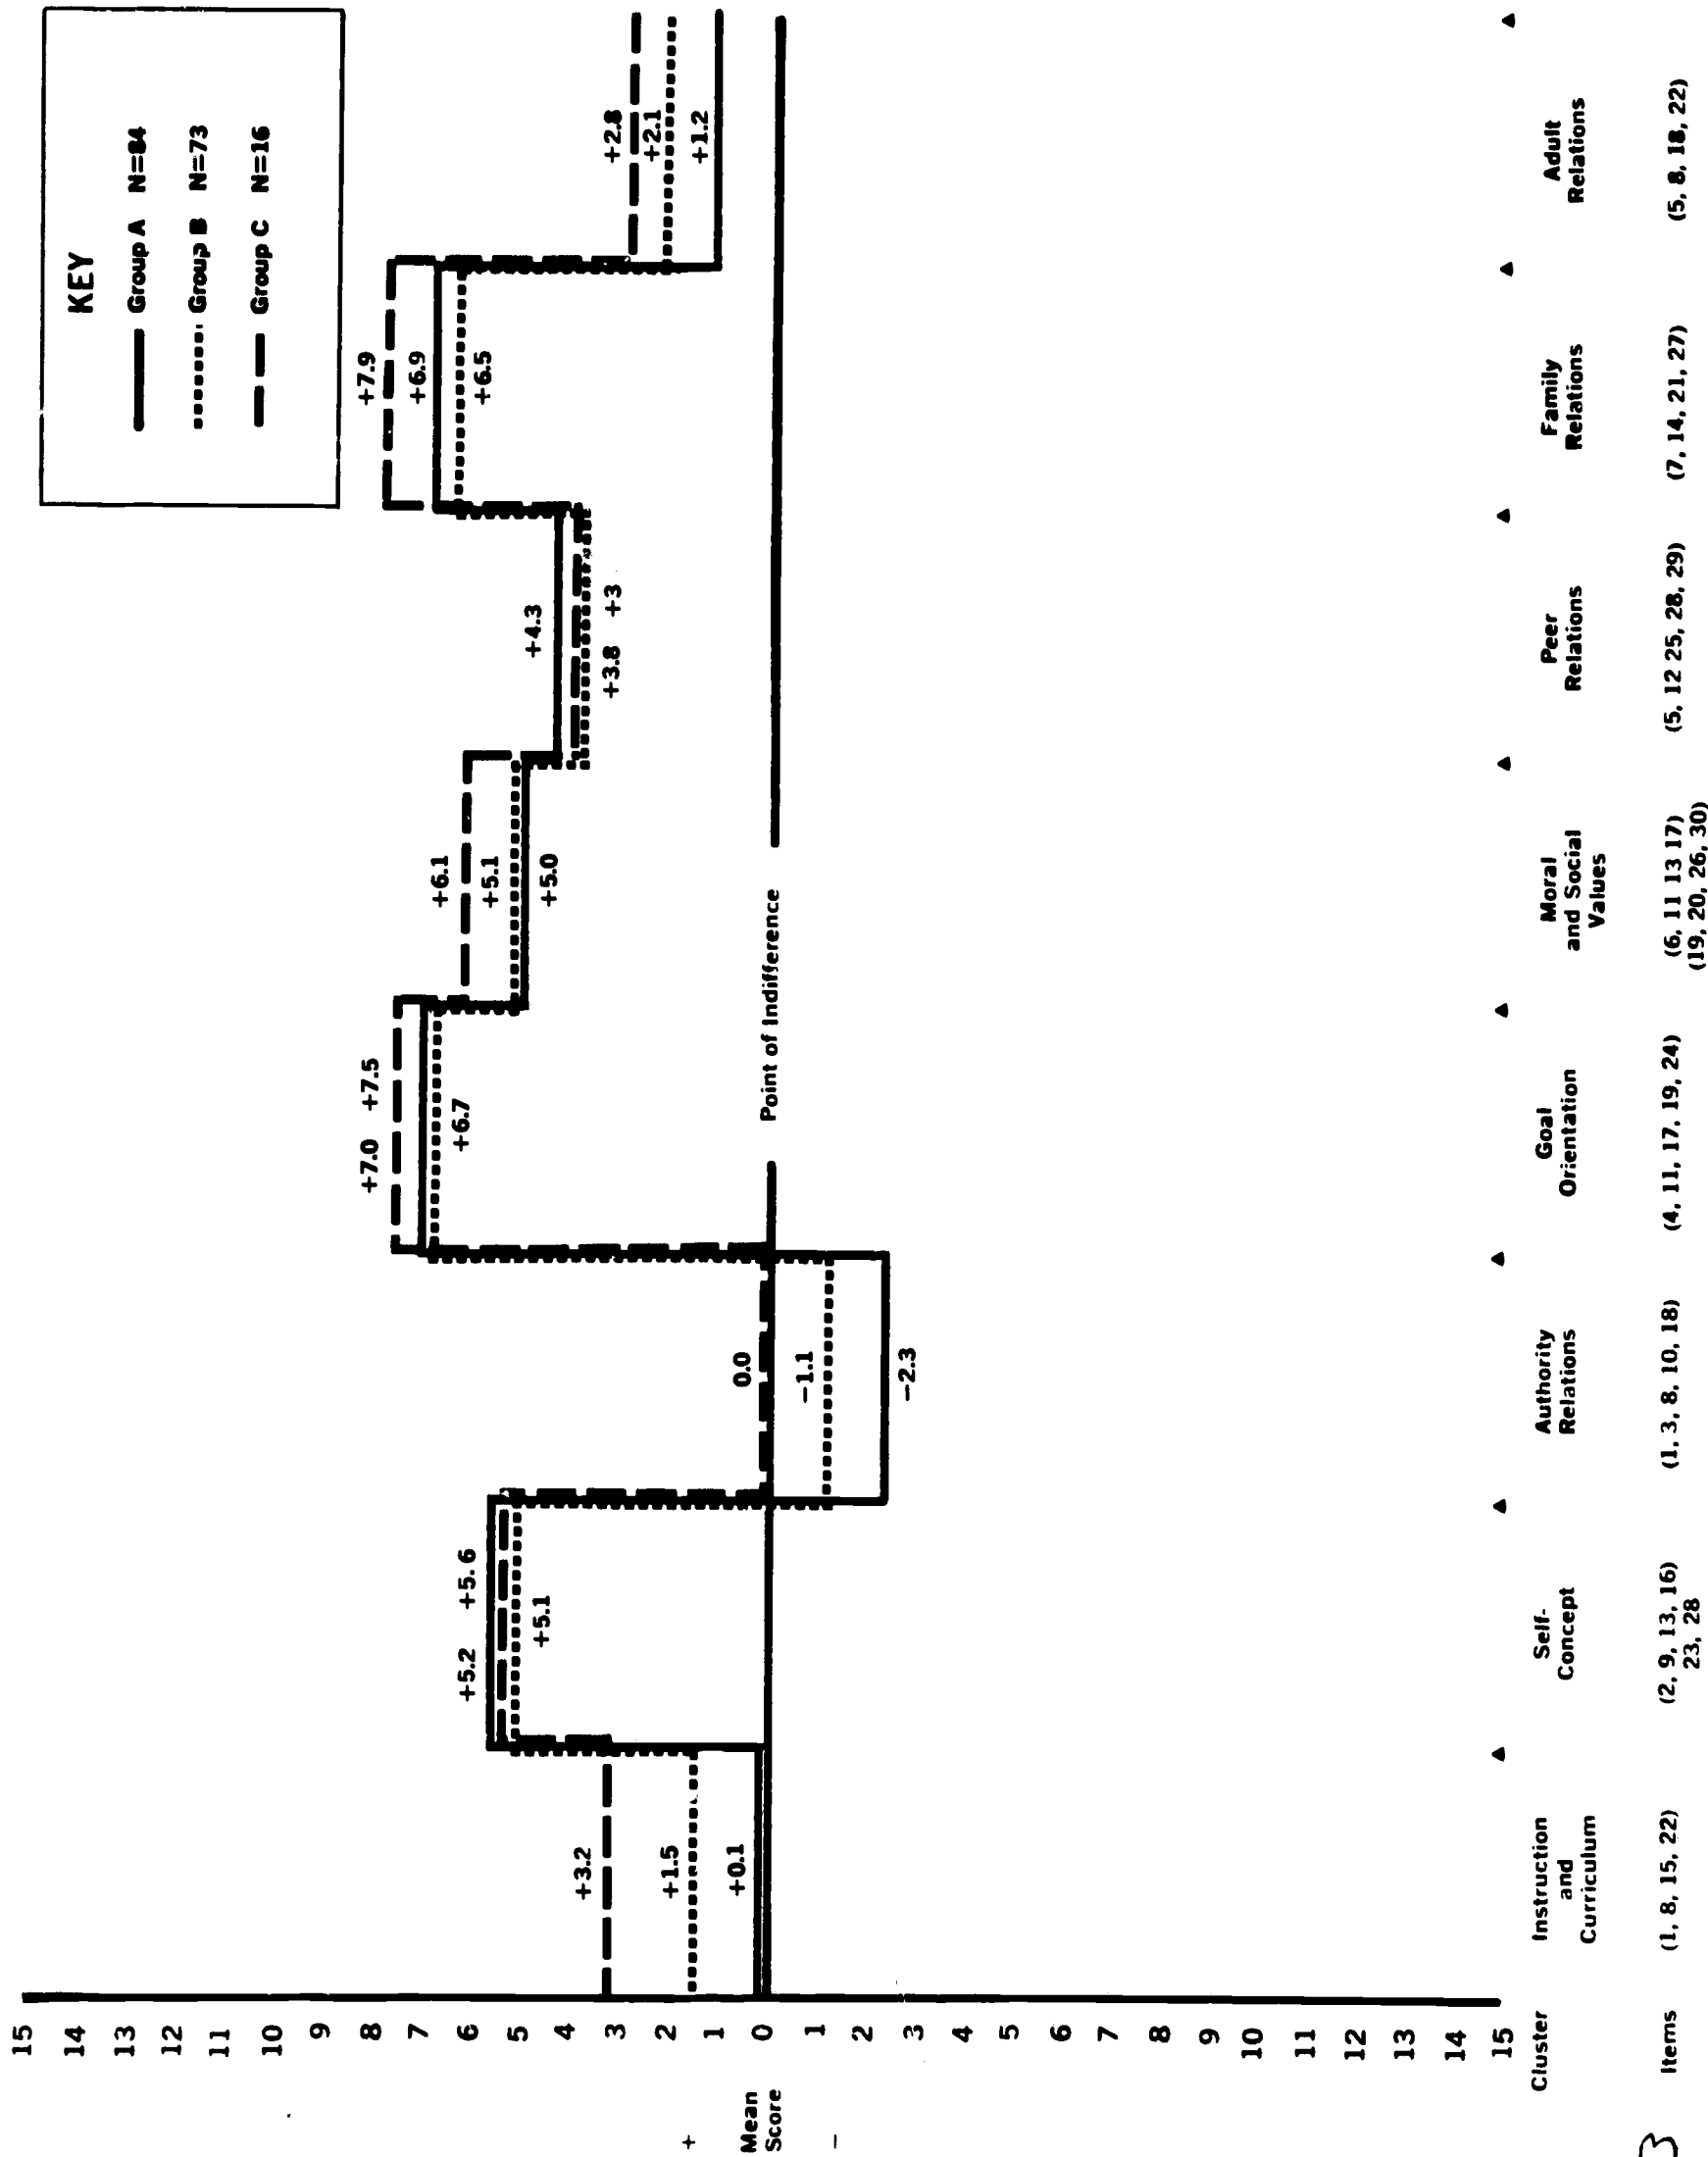 KEY
Group A N=84
Group B N=73
Group C N=16
15
14
13
12
11
10
9
8
7
6
5
4
3
2
1
0
1
2
3
4
5
6
7
8
9
10
11
12
13
14
15
+
Mean
Score
−
+3.2
+1.5
+0.1
+5.2 +5.6
+5.1
0.0
−1.1
−2.3
+7.0 +7.5
+6.7
+6.1
+5.1
+5.0
+4.3
+3.8 +3
+7.9
+6.9
+6.5
+2.8
+2.1
+1.2
Point of Indifference
Cluster
Instruction
and
Curriculum
Self-
Concept
Authority
Relations
Goal
Orientation
Moral
and Social
Values
Peer
Relations
Family
Relations
Adult
Relations
Items
(1, 8, 15, 22)
(2, 9, 13, 16)
23, 28
(1, 3, 8, 10, 18)
(4, 11, 17, 19, 24)
(6, 11 13 17)
(19, 20, 26, 30)
(5, 12 25, 28, 29)
(7, 14, 21, 27)
(5, 8, 18, 22)
3